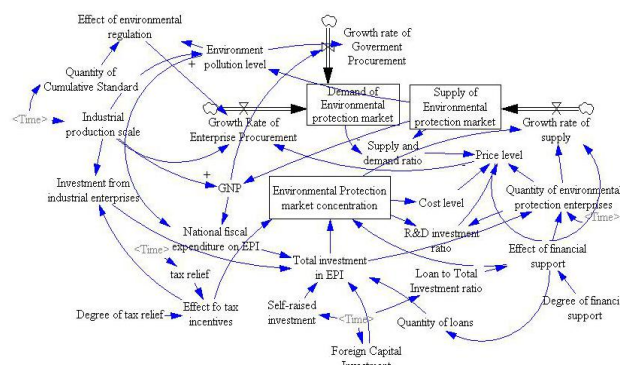 Effect of environmental
regulation
Growth rate of
Goverment
Procurement
Environment
pollution level
+
Quantity of
Cumulative Standard
Demand of
Environmental
protection market
Supply of
Environmental
protection market
<Time>
Industrial
production scale
Growth Rate of
Enterprise Procurement
Growth rate of
supply
Supply and
demand ratio
Price level
+
GNP
Investment from
industrial enterprises
Environmental Protection
market concentration
Cost level
Quantity of environmenta
protection enterprises
<Time>
National fiscal
expenditure on EPI
R&D investment
ratio
<Time>
tax relief
Total investment
in EPI
Loan to Total
Investment ratio
Effect of financial
support
Degree of tax relief
Effect fo tax
incentives
Self-raised
investment
<Time>
Quantity of loans
Degree of financi
support
Foreign Capital
Investment